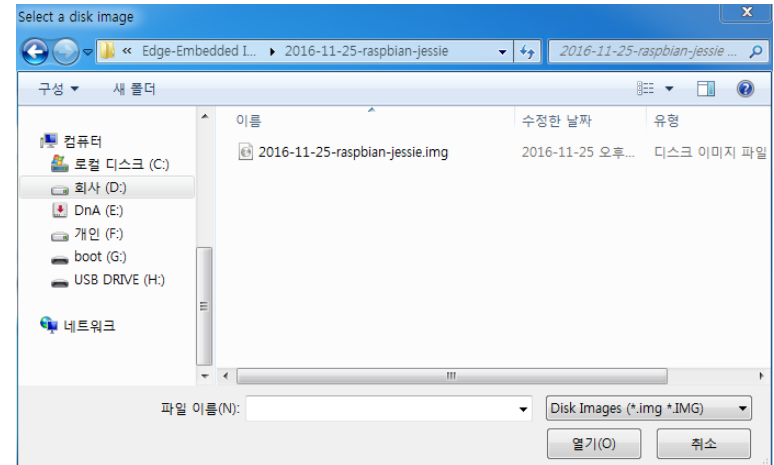 Select a disk image
« Edge-Embedded I... ▸ 2016-11-25-raspbian-jessie
2016-11-25-raspbian-jessie ...
구성 ▼ 새 폴더
이름 수정한 날짜 유형
2016-11-25-raspbian-jessie.img 2016-11-25 오후... 디스크 이미지 파일
컴퓨터
로컬 디스크 (C:)
회사 (D:)
DnA (E:)
개인 (F:)
boot (G:)
USB DRIVE (H:)
네트워크
파일 이름(N):
Disk Images (*.img *.IMG)
열기(O) 취소